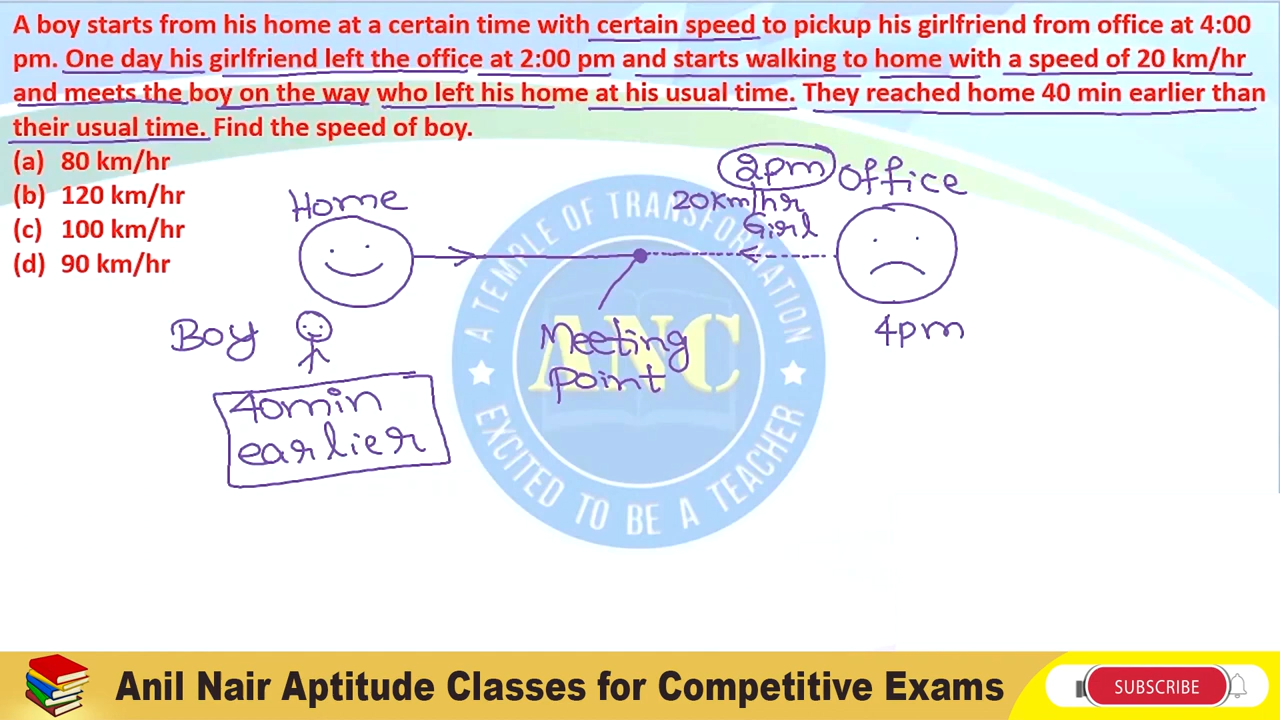 A boy starts from his home at a certain time with certain speed to pickup his girlfriend from office at 4:00
pm. One day his girlfriend left the office at 2:00 pm and starts walking to home with a speed of 20 km/hr
and meets the boy on the way who left his home at his usual time. They reached home 40 min earlier than
their usual time. Find the speed of boy.
(a) 80 km/hr
(b) 120 km/hr
(c) 100 km/hr
(d) 90 km/hr
2pm
Office
Home
20km/hr
Girl
Boy
4pm
Meeting
point
40min
earlier
A TEMPLE OF TRANSFORMATION
ANC
EXCITED TO BE A TEACHER
Anil Nair Aptitude Classes for Competitive Exams
SUBSCRIBE